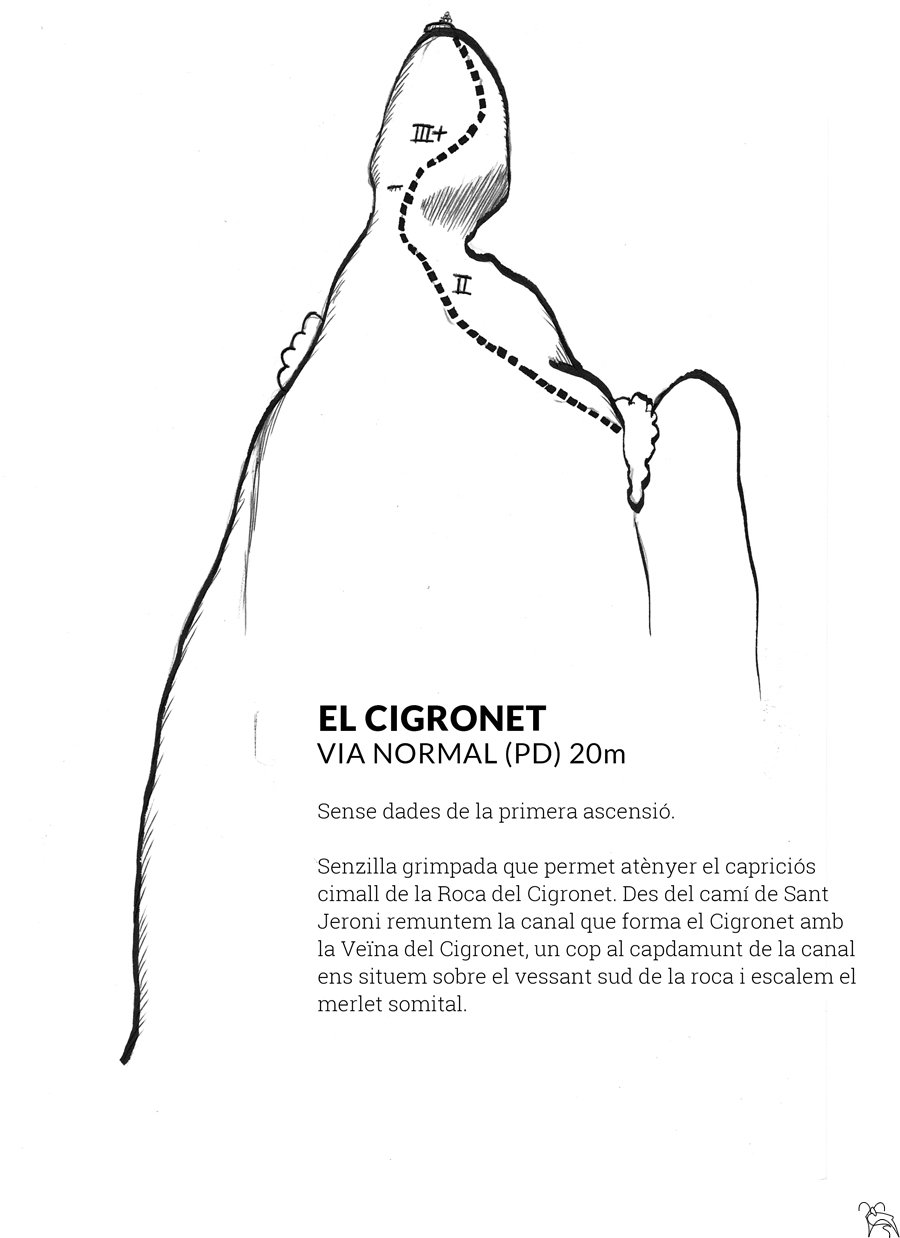 III+
II
EL CIGRONET
VIA NORMAL (PD) 20m
Sense dades de la primera ascensió.
Senzilla grimpada que permet atènyer el capriciós
cimall de la Roca del Cigronet. Des del camí de Sant
Jeroni remuntem la canal que forma el Cigronet amb
la Veïna del Cigronet, un cop al capdamunt de la canal
ens situem sobre el vessant sud de la roca i escalem el
merlet somital.